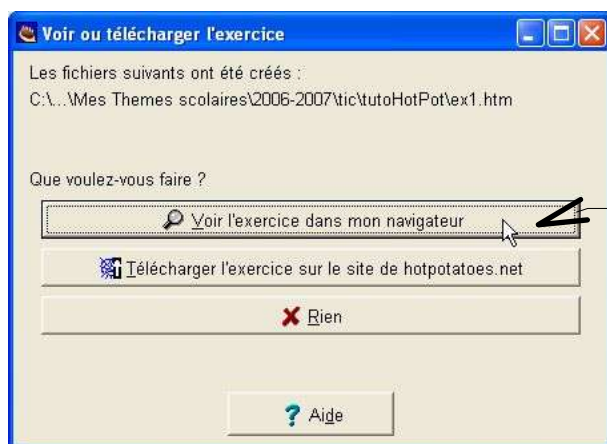 Voir ou télécharger l'exercice
Les fichiers suivants ont été créés :
C:\...\Mes Themes scolaires\2006-2007\tic\tutoHotPot\ex1.htm
Que voulez-vous faire ?
Voir l'exercice dans mon navigateur
Télécharger l'exercice sur le site de hotpotatoes.net
Rien
Aide